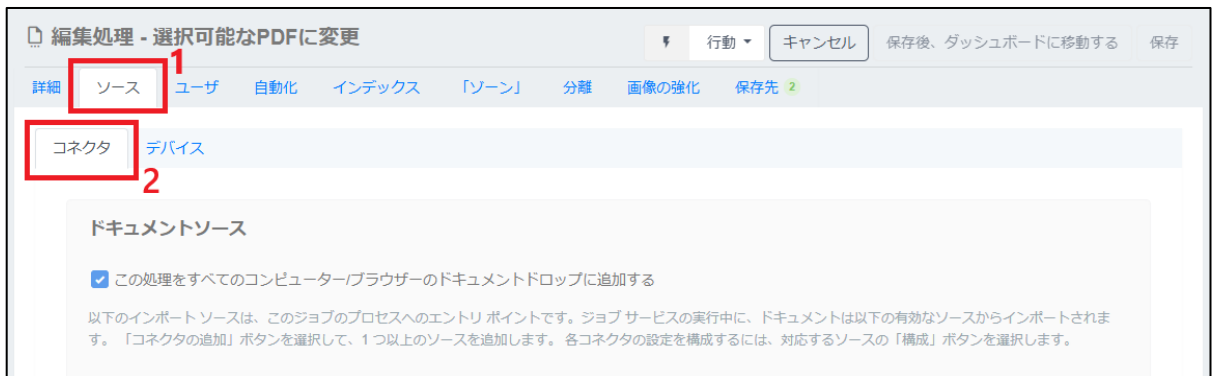 編集処理 - 選択可能なPDFに変更
行動 キャンセル 保存後、ダッシュボードに移動する 保存
1
詳細 ソース ユーザ 自動化 インデックス 「ゾーン」 分離 画像の強化 保存先 2
コネクタ デバイス
2
ドキュメントソース
この処理をすべてのコンピューター/ブラウザーのドキュメントドロップに追加する
以下のインポート ソースは、このジョブのプロセスへのエントリ ポイントです。ジョブ サービスの実行中に、ドキュメントは以下の有効なソースからインポートされま
す。 「コネクタの追加」ボタンを選択して、1 つ以上のソースを追加します。 各コネクタの設定を構成するには、対応するソースの「構成」ボタンを選択します。